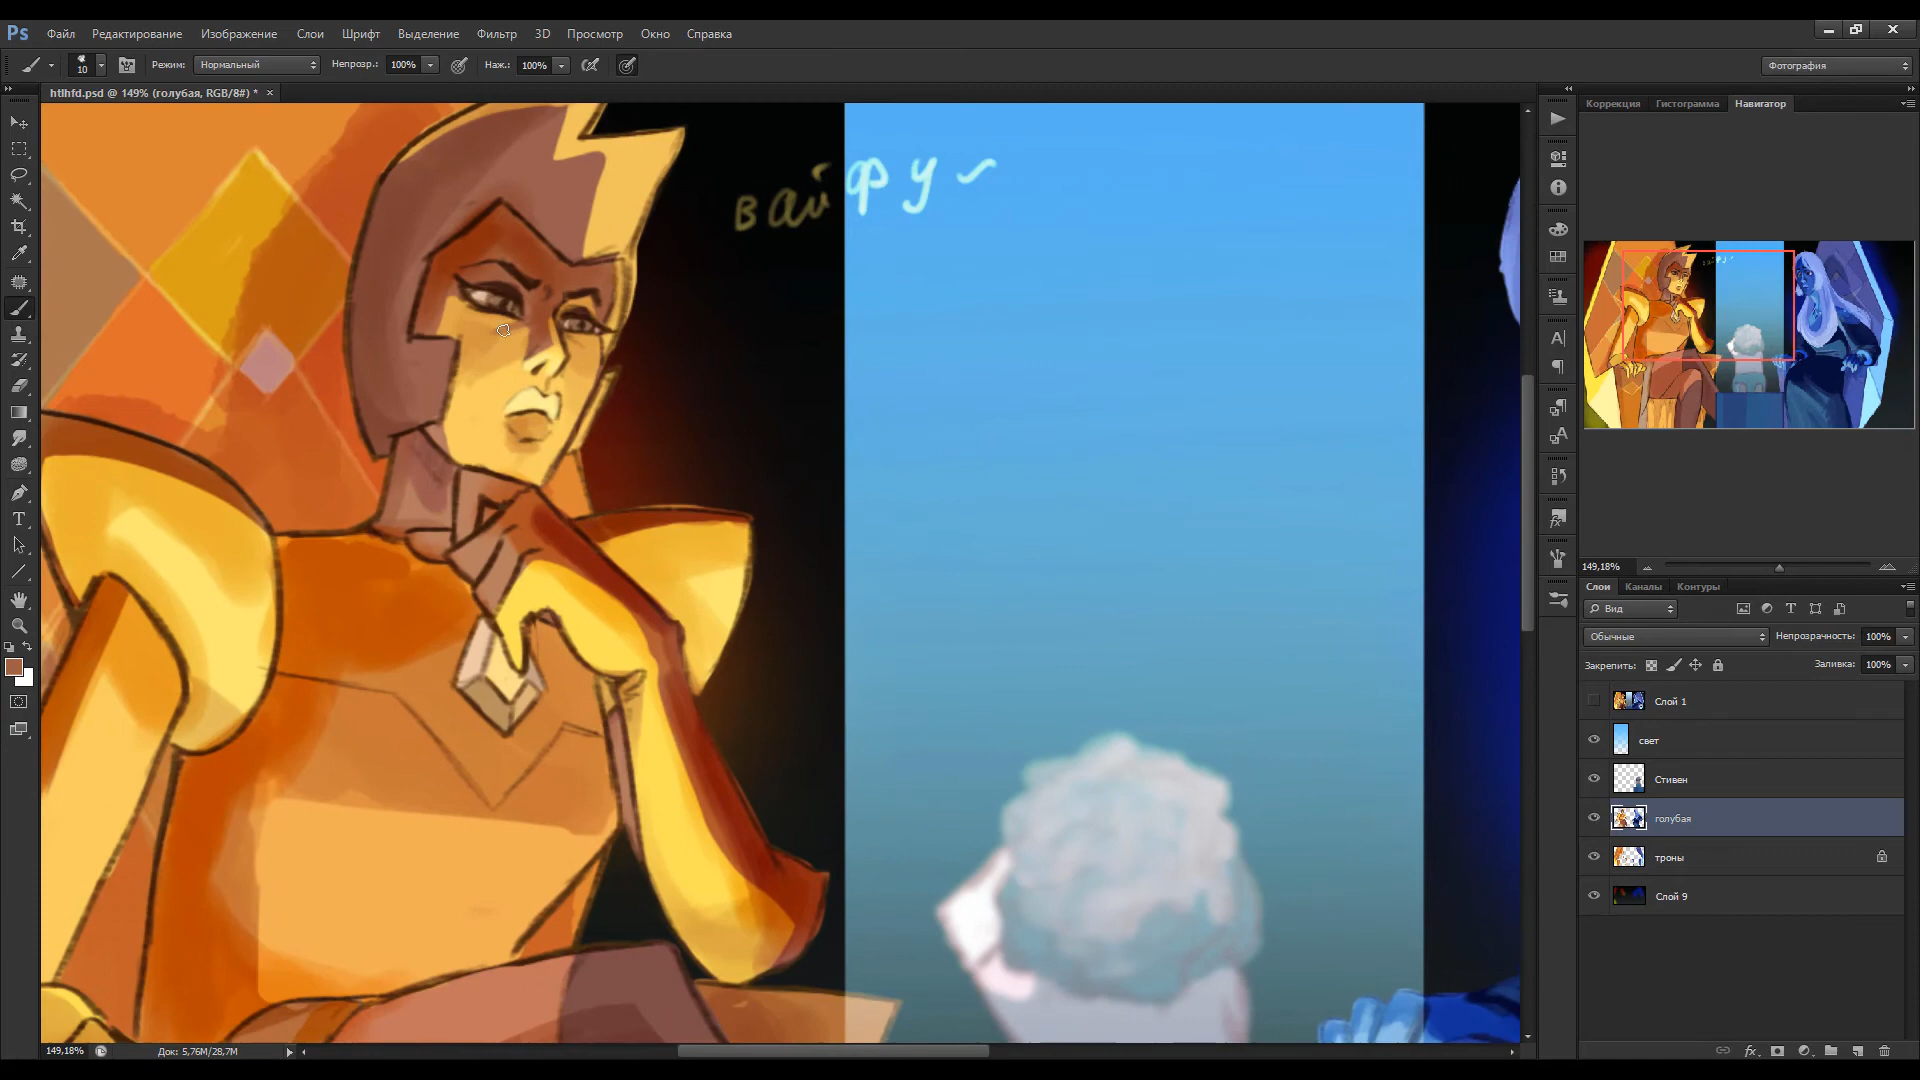 Ps Файл Редактирование Изображение Слои Шрифт Выделение Фильтр 3D Просмотр Окно Справка
10 Режим: Нормальный Непрозр.: 100% Наж.: 100% Фотография
htlhfd.psd @ 149% (голубая, RGB/8#) * ×
Коррекция Гистограмма Навигатор
вайфу
149,18%
Слои Каналы Контуры
Вид
Обычные Непрозрачность: 100%
Закрепить: Заливка: 100%
Слой 1
свет
Стивен
голубая
троны
Слой 9
149,18% Док: 5,76M/28,7M